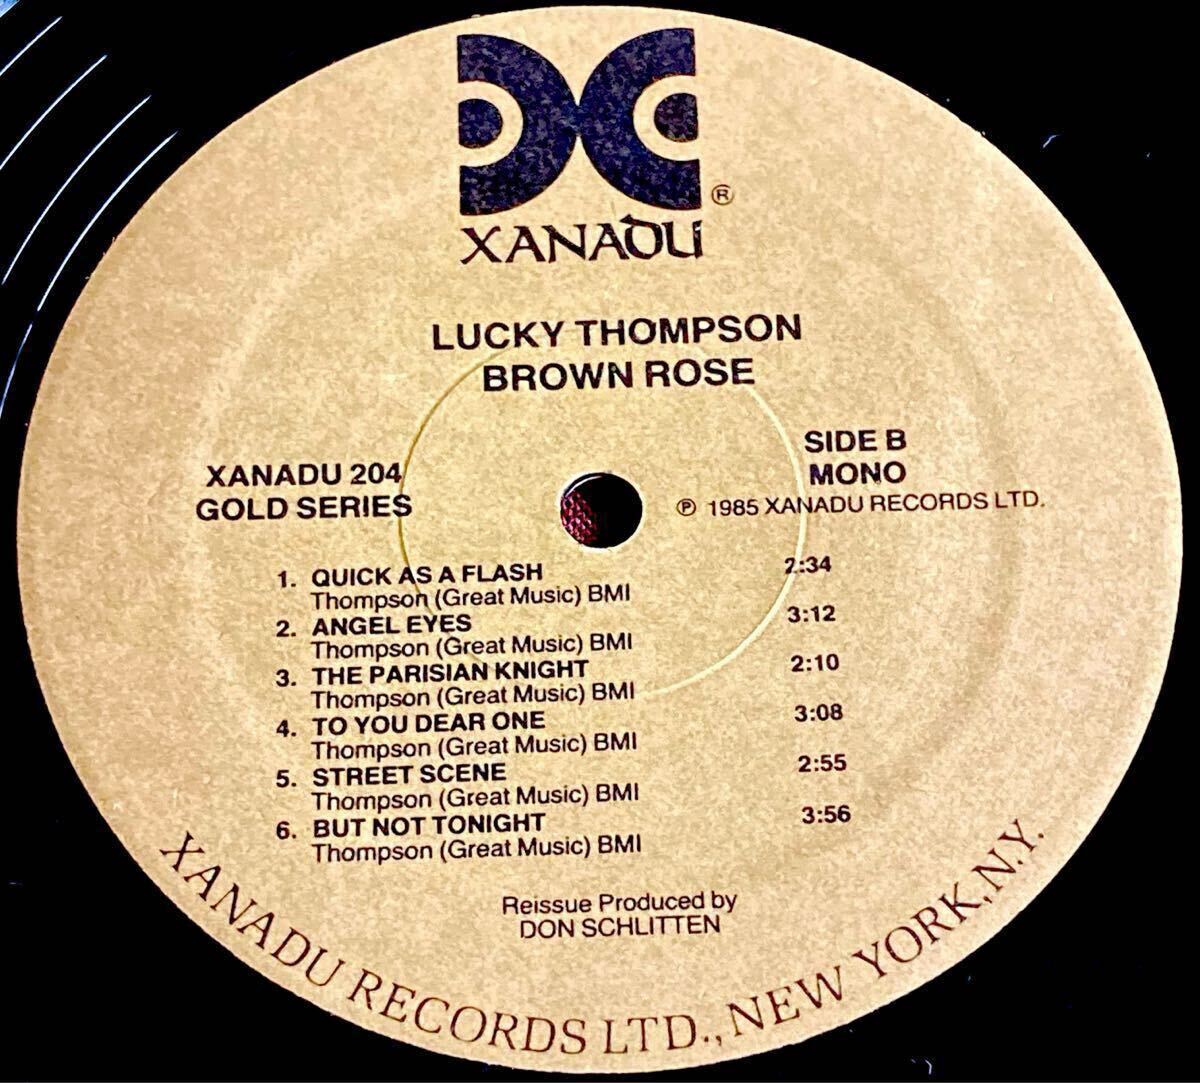 ®
XANADU
LUCKY THOMPSON
BROWN ROSE
XANADU 204
GOLD SERIES
SIDE B
MONO
℗ 1985 XANADU RECORDS LTD.
1. QUICK AS A FLASH 2:34
Thompson (Great Music) BMI
2. ANGEL EYES 3:12
Thompson (Great Music) BMI
3. THE PARISIAN KNIGHT 2:10
Thompson (Great Music) BMI
4. TO YOU DEAR ONE 3:08
Thompson (Great Music) BMI
5. STREET SCENE 2:55
Thompson (Great Music) BMI
6. BUT NOT TONIGHT 3:56
Thompson (Great Music) BMI
Reissue Produced by
DON SCHLITTEN
XANADU RECORDS LTD., NEW YORK, N.Y.